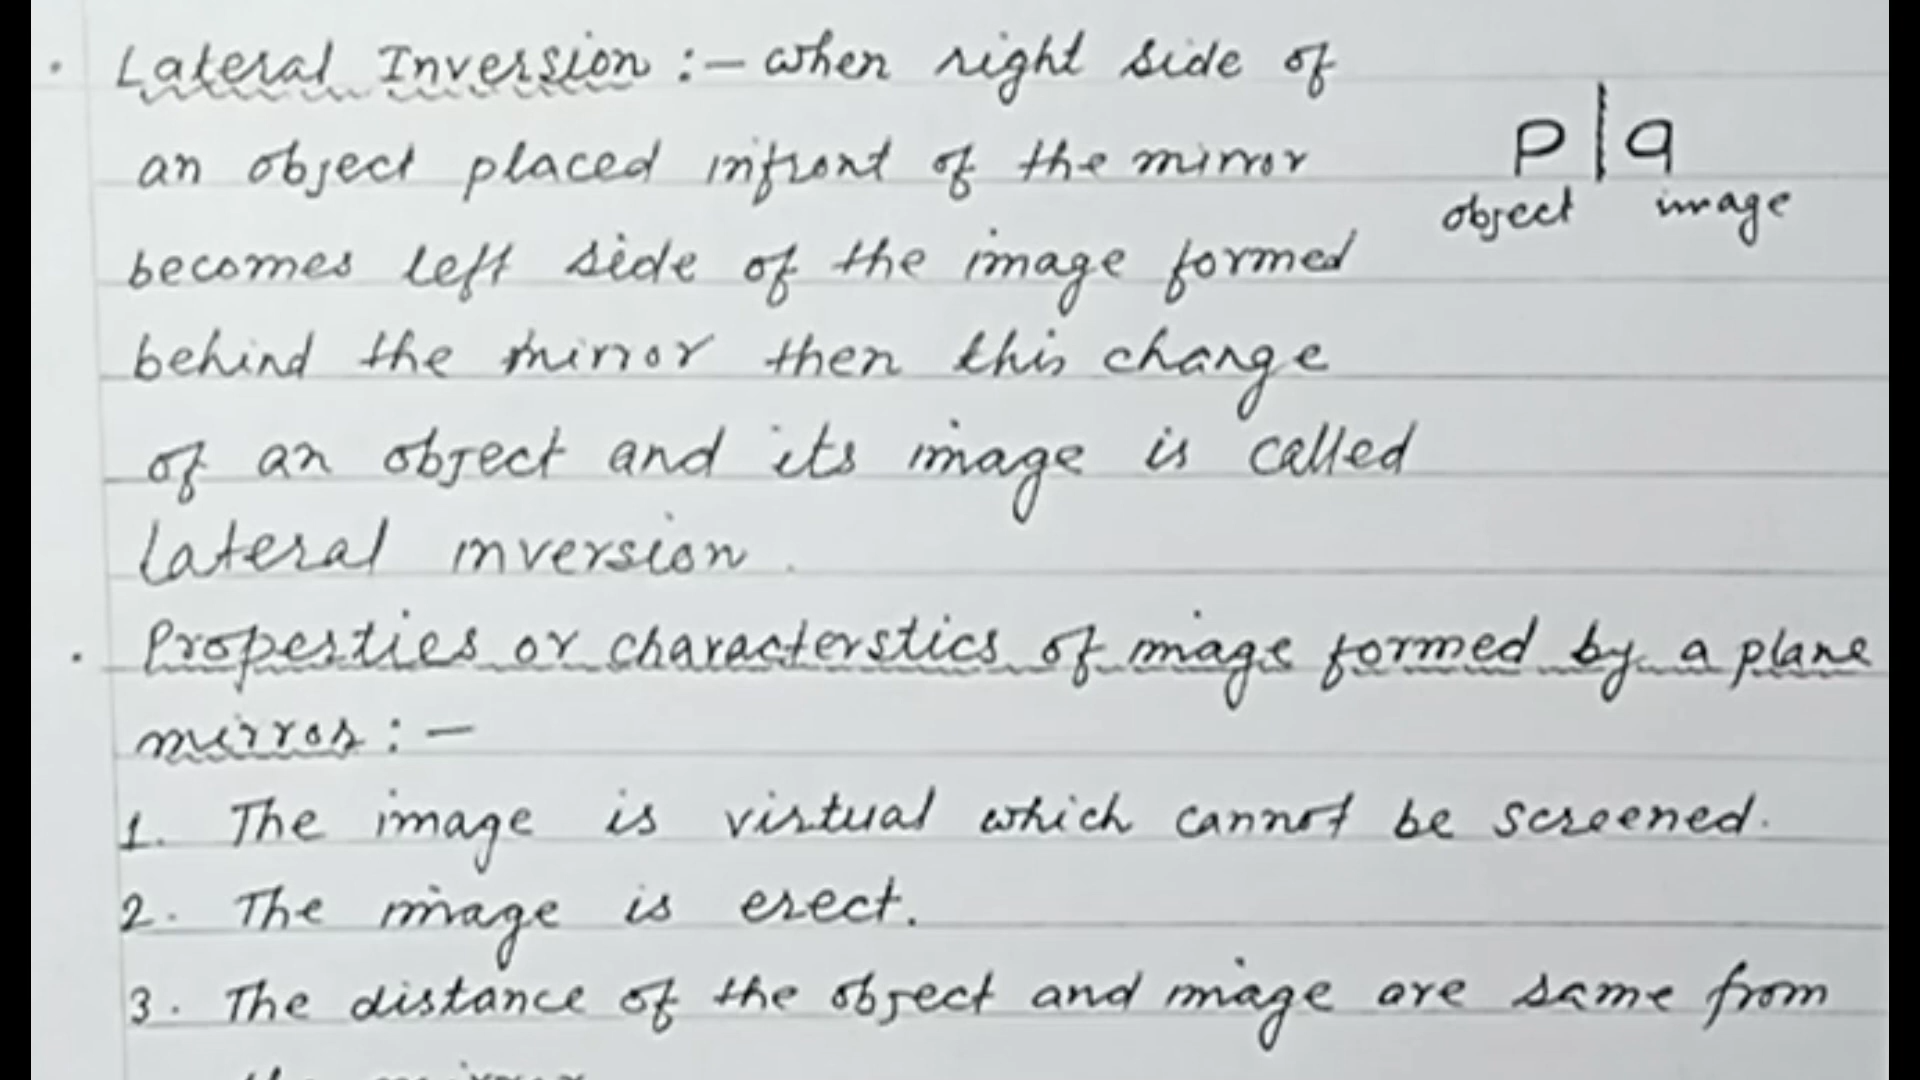 Lateral Inversion :- when right side of
an object placed infront of the mirror
becomes left side of the image formed
behind the mirror then this change
of an object and its image is called
lateral inversion.
P | q
object image
Properties or characterstics of image formed by a plane
mirror :-
1. The image is virtual which cannot be screened.
2. The image is erect.
3. The distance of the object and image are same from
the mirror